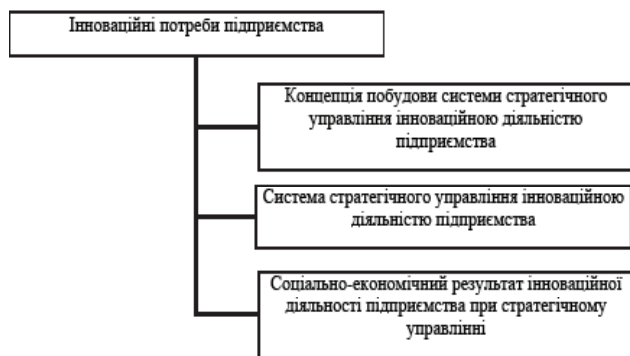 Інноваційні потреби підприємства
Концепція побудови системи стратегічного
управління інноваційною діяльністю
підприємства
Система стратегічного управління інноваційною
діяльністю підприємства
Соціально-економічний результат інноваційної
діяльності підприємства при стратегічному
управлінні